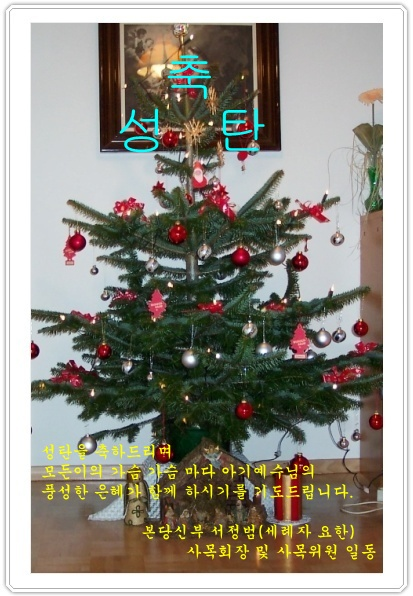 축
성 탄
성탄을 축하드리며
모든이의 가슴 가슴 마다 아기예수님의
풍성한 은혜가 함께 하시기를 기도드립니다.
본당신부 서정범(세례자 요한)
사목회장 및 사목위원 일동